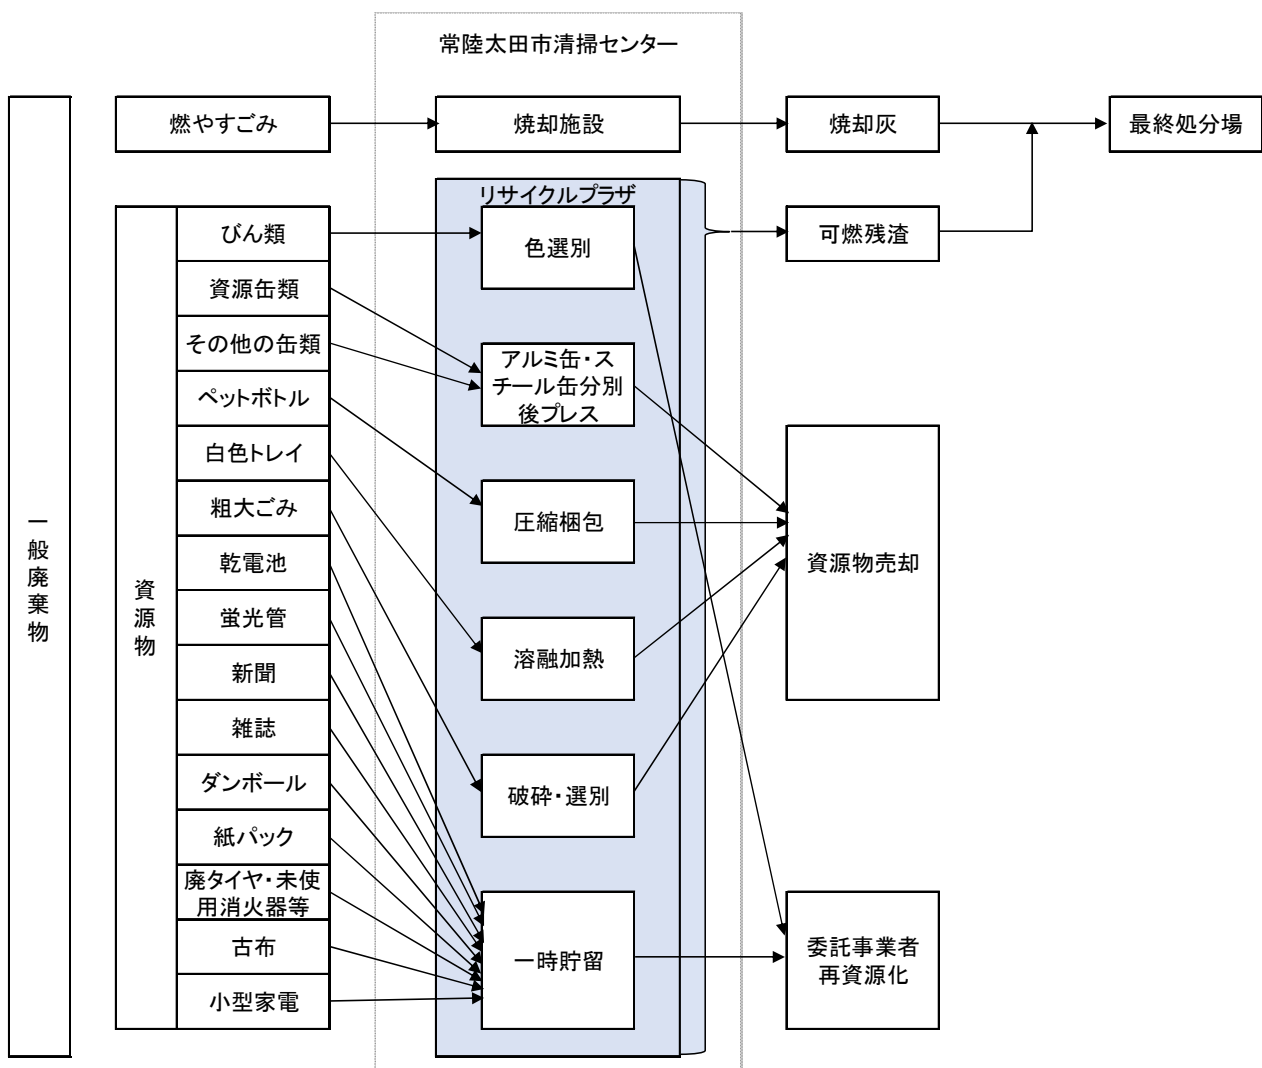 常陸太田市清掃センター
一般廃棄物
燃やすごみ
焼却施設
焼却灰
最終処分場
資源物
びん類
資源缶類
その他の缶類
ペットボトル
白色トレイ
粗大ごみ
乾電池
蛍光管
新聞
雑誌
ダンボール
紙パック
廃タイヤ・未使
用消火器等
古布
小型家電
リサイクルプラザ
色選別
アルミ缶・ス
チール缶分別
後プレス
圧縮梱包
溶融加熱
破砕・選別
一時貯留
可燃残渣
資源物売却
委託事業者
再資源化